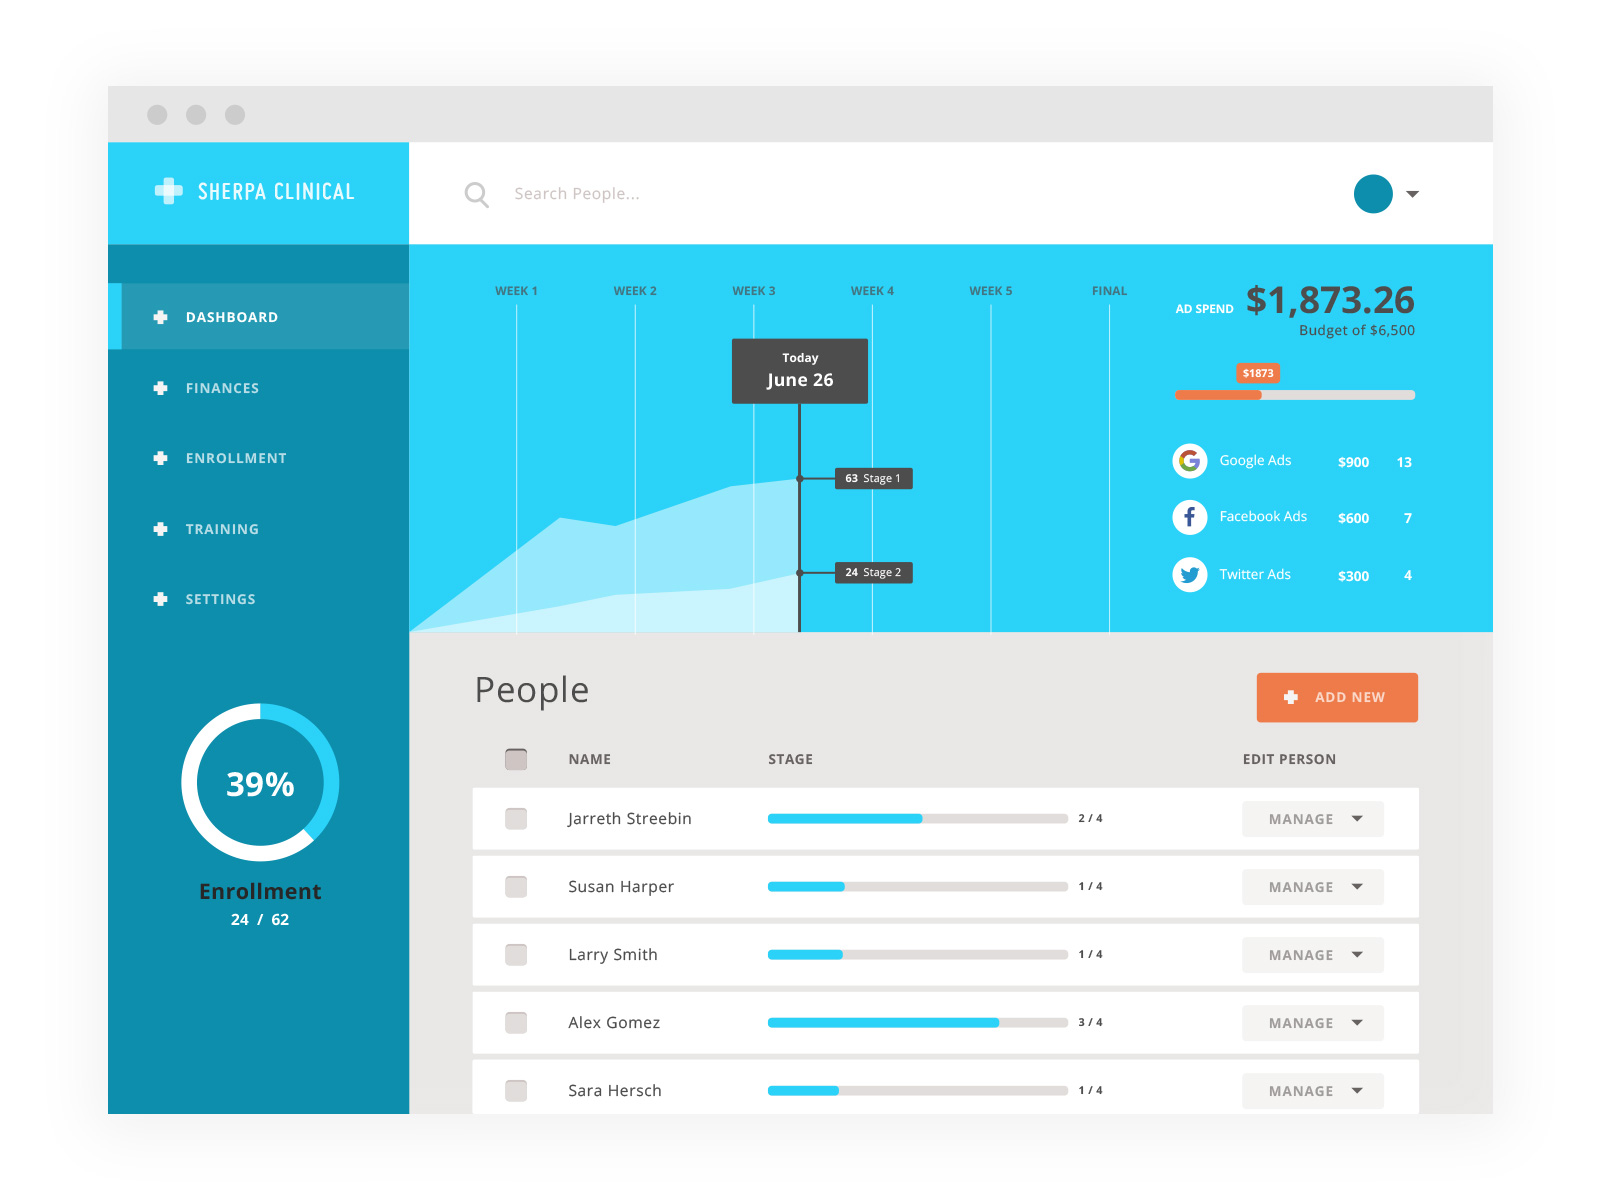 SHERPA CLINICAL
Search People...
DASHBOARD
FINANCES
ENROLLMENT
TRAINING
SETTINGS
39%
Enrollment
24 / 62
WEEK 1 WEEK 2 WEEK 3 WEEK 4 WEEK 5 FINAL
Today
June 26
63 Stage 1
24 Stage 2
AD SPEND $1,873.26
Budget of $6,500
$1873
Google Ads $900 13
Facebook Ads $600 7
Twitter Ads $300 4
People
ADD NEW
NAME STAGE EDIT PERSON
Jarreth Streebin 2 / 4 MANAGE
Susan Harper 1 / 4 MANAGE
Larry Smith 1 / 4 MANAGE
Alex Gomez 3 / 4 MANAGE
Sara Hersch 1 / 4 MANAGE